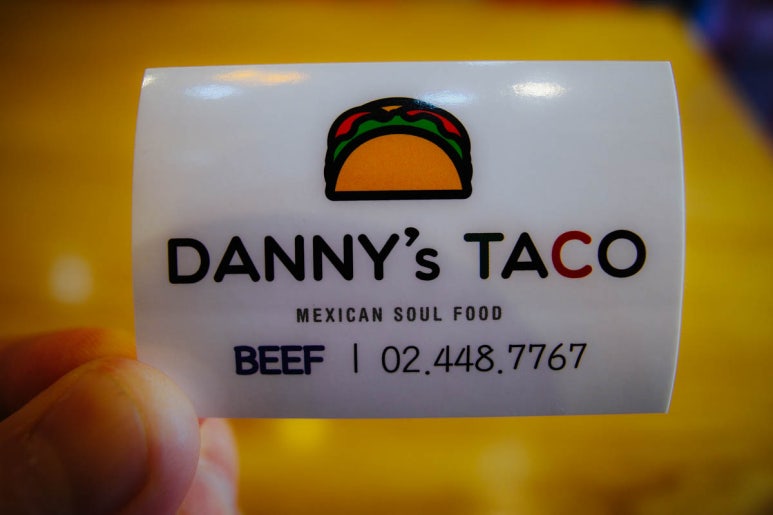 DANNY's TACO
MEXICAN SOUL FOOD
BEEF | 02.448.7767